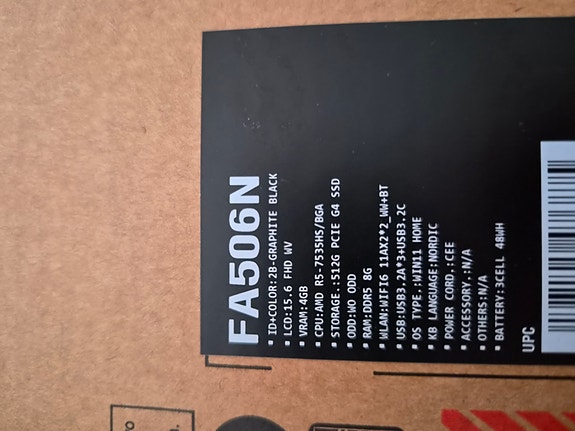 FA506N
▪ ID+COLOR:2B-GRAPHITE BLACK
▪ LCD:15.6 FHD WV
▪ VRAM:4GB
▪ CPU:AMD R5-7535HS/BGA
▪ STORAGE.:512G PCIE G4 SSD
▪ ODD:NO ODD
▪ RAM:DDR5 8G
▪ WLAN:WIFI6 11AX2*2_WW+BT
▪ USB:USB3.2A*3+USB3.2C
▪ OS TYPE.:WIN11 HOME
▪ KB LANGUAGE:NORDIC
▪ POWER CORD.:CEE
▪ ACCESSORY.:N/A
▪ OTHERS:N/A
▪ BATTERY:3CELL 48WH
UPC